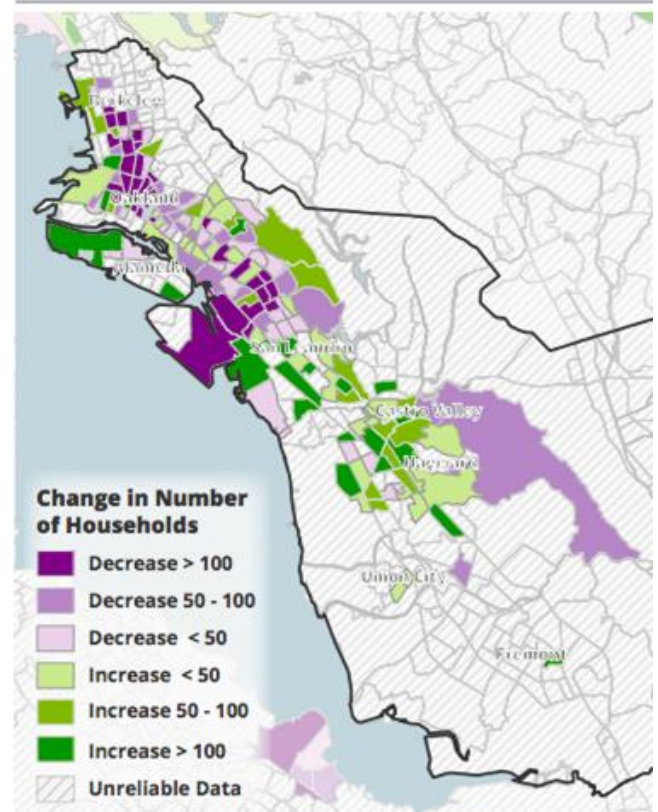 Berkeley
Oakland
Alameda
San Leandro
Castro Valley
Hayward
Union City
Fremont
Change in Number
of Households
Decrease > 100
Decrease 50 - 100
Decrease < 50
Increase < 50
Increase 50 - 100
Increase > 100
Unreliable Data